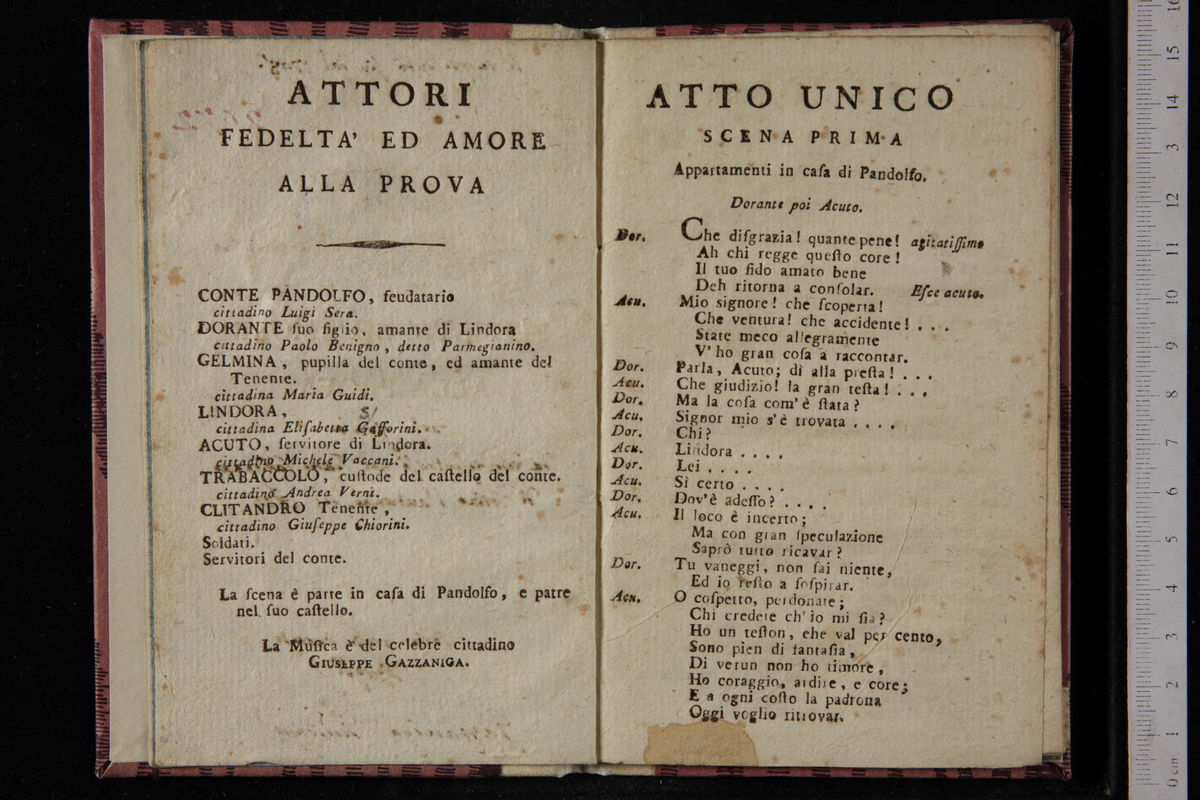 ATTORI
FEDELTA' ED AMORE
ALLA PROVA
CONTE PANDOLFO, feudatario
cittadino Luigi Sera.
DORANTE ſuo figlio, amante di Lindora
cittadino Paolo Benigno, detto Parmegianino.
GELMINA, pupilla del conte, ed amante del
Tenente.
cittadina Maria Guidi.
LINDORA,
cittadina Eliſabetta Gafforini.
ACUTO, ſervitore di Lindora.
cittadino Michele Vaccani.
TRABACCOLO, cuſtode del caſtello del conte.
cittadino Andrea Verni.
CLITANDRO Tenente,
cittadino Giuſeppe Chiorini.
Soldati.
Servitori del conte.
La ſcena è parte in caſa di Pandolfo, e patre
nel ſuo caſtello.
La Muſica è del celebre cittadino
GIUSEPPE GAZZANIGA.
ATTO UNICO
SCENA PRIMA
Appartamenti in caſa di Pandolfo.
Dorante poi Acuto.
Dor. Che diſgrazia! quante pene! agitatiſſimo
Ah chi regge queſto core!
Il tuo fido amato bene
Deh ritorna a conſolar. Eſce acuto.
Acu. Mio signore! che ſcoperta!
Che ventura! che accidente! . . .
State meco allegramente
V'ho gran coſa a raccontar.
Dor. Parla, Acuto; dì alla preſta! . . .
Acu. Che giudizio! la gran teſta! . . .
Dor. Ma la coſa com'è ſtata?
Acu. Signor mio s'è trovata . . . .
Dor. Chi?
Acu. Lindora . . . .
Dor. Lei . . . .
Acu. Sì certo . . . .
Dor. Dov'è adeſſo? . . . .
Acu. Il loco è incerto;
Ma con gran ſpeculazione
Saprò tutto ricavar?
Dor. Tu vaneggi, non ſai niente,
Ed io reſto a ſoſpirar.
Acu. O coſpetto, perdonate;
Chi credete ch'io mi ſia?
Ho un teſton, che val per cento,
Sono pien di fantaſia,
Di verun non ho timore,
Ho coraggio, ardire, e core;
E a ogni coſto la padrona
Oggi voglio ritrovar.